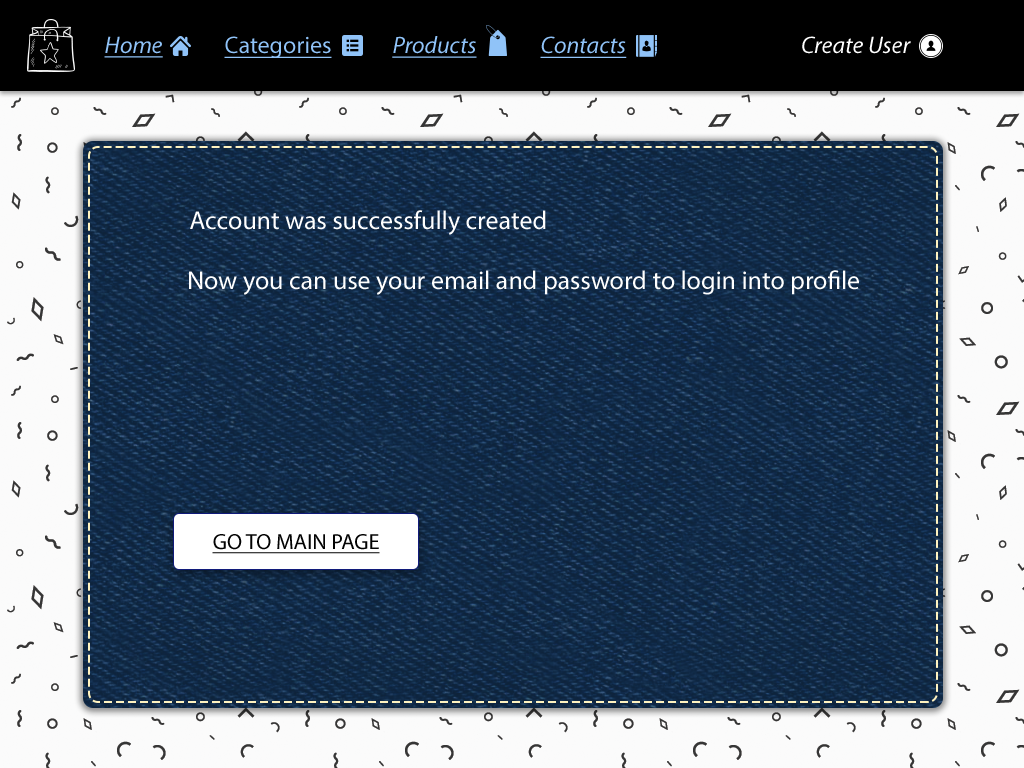 Home
Categories
Products
Contacts
Create User
Account was successfully created
Now you can use your email and password to login into profile
GO TO MAIN PAGE